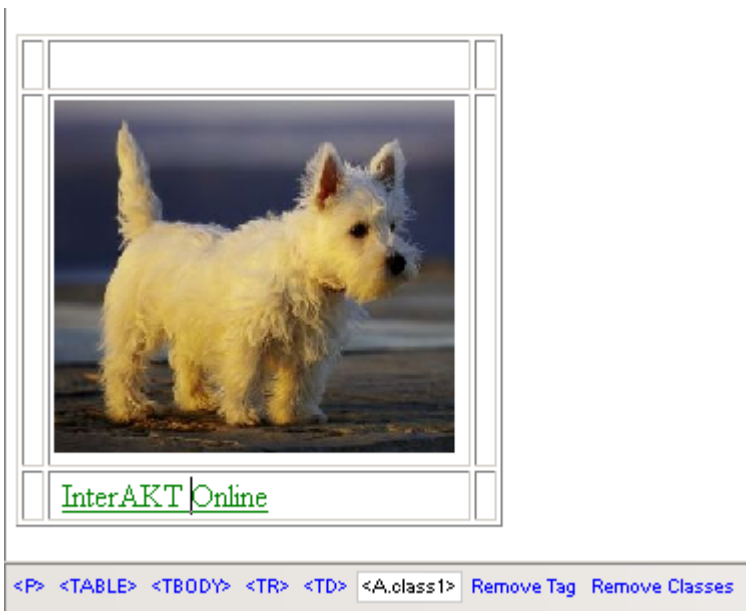 InterAKT Online
<P> <TABLE> <TBODY> <TR> <TD> <A.class1> Remove Tag Remove Classes